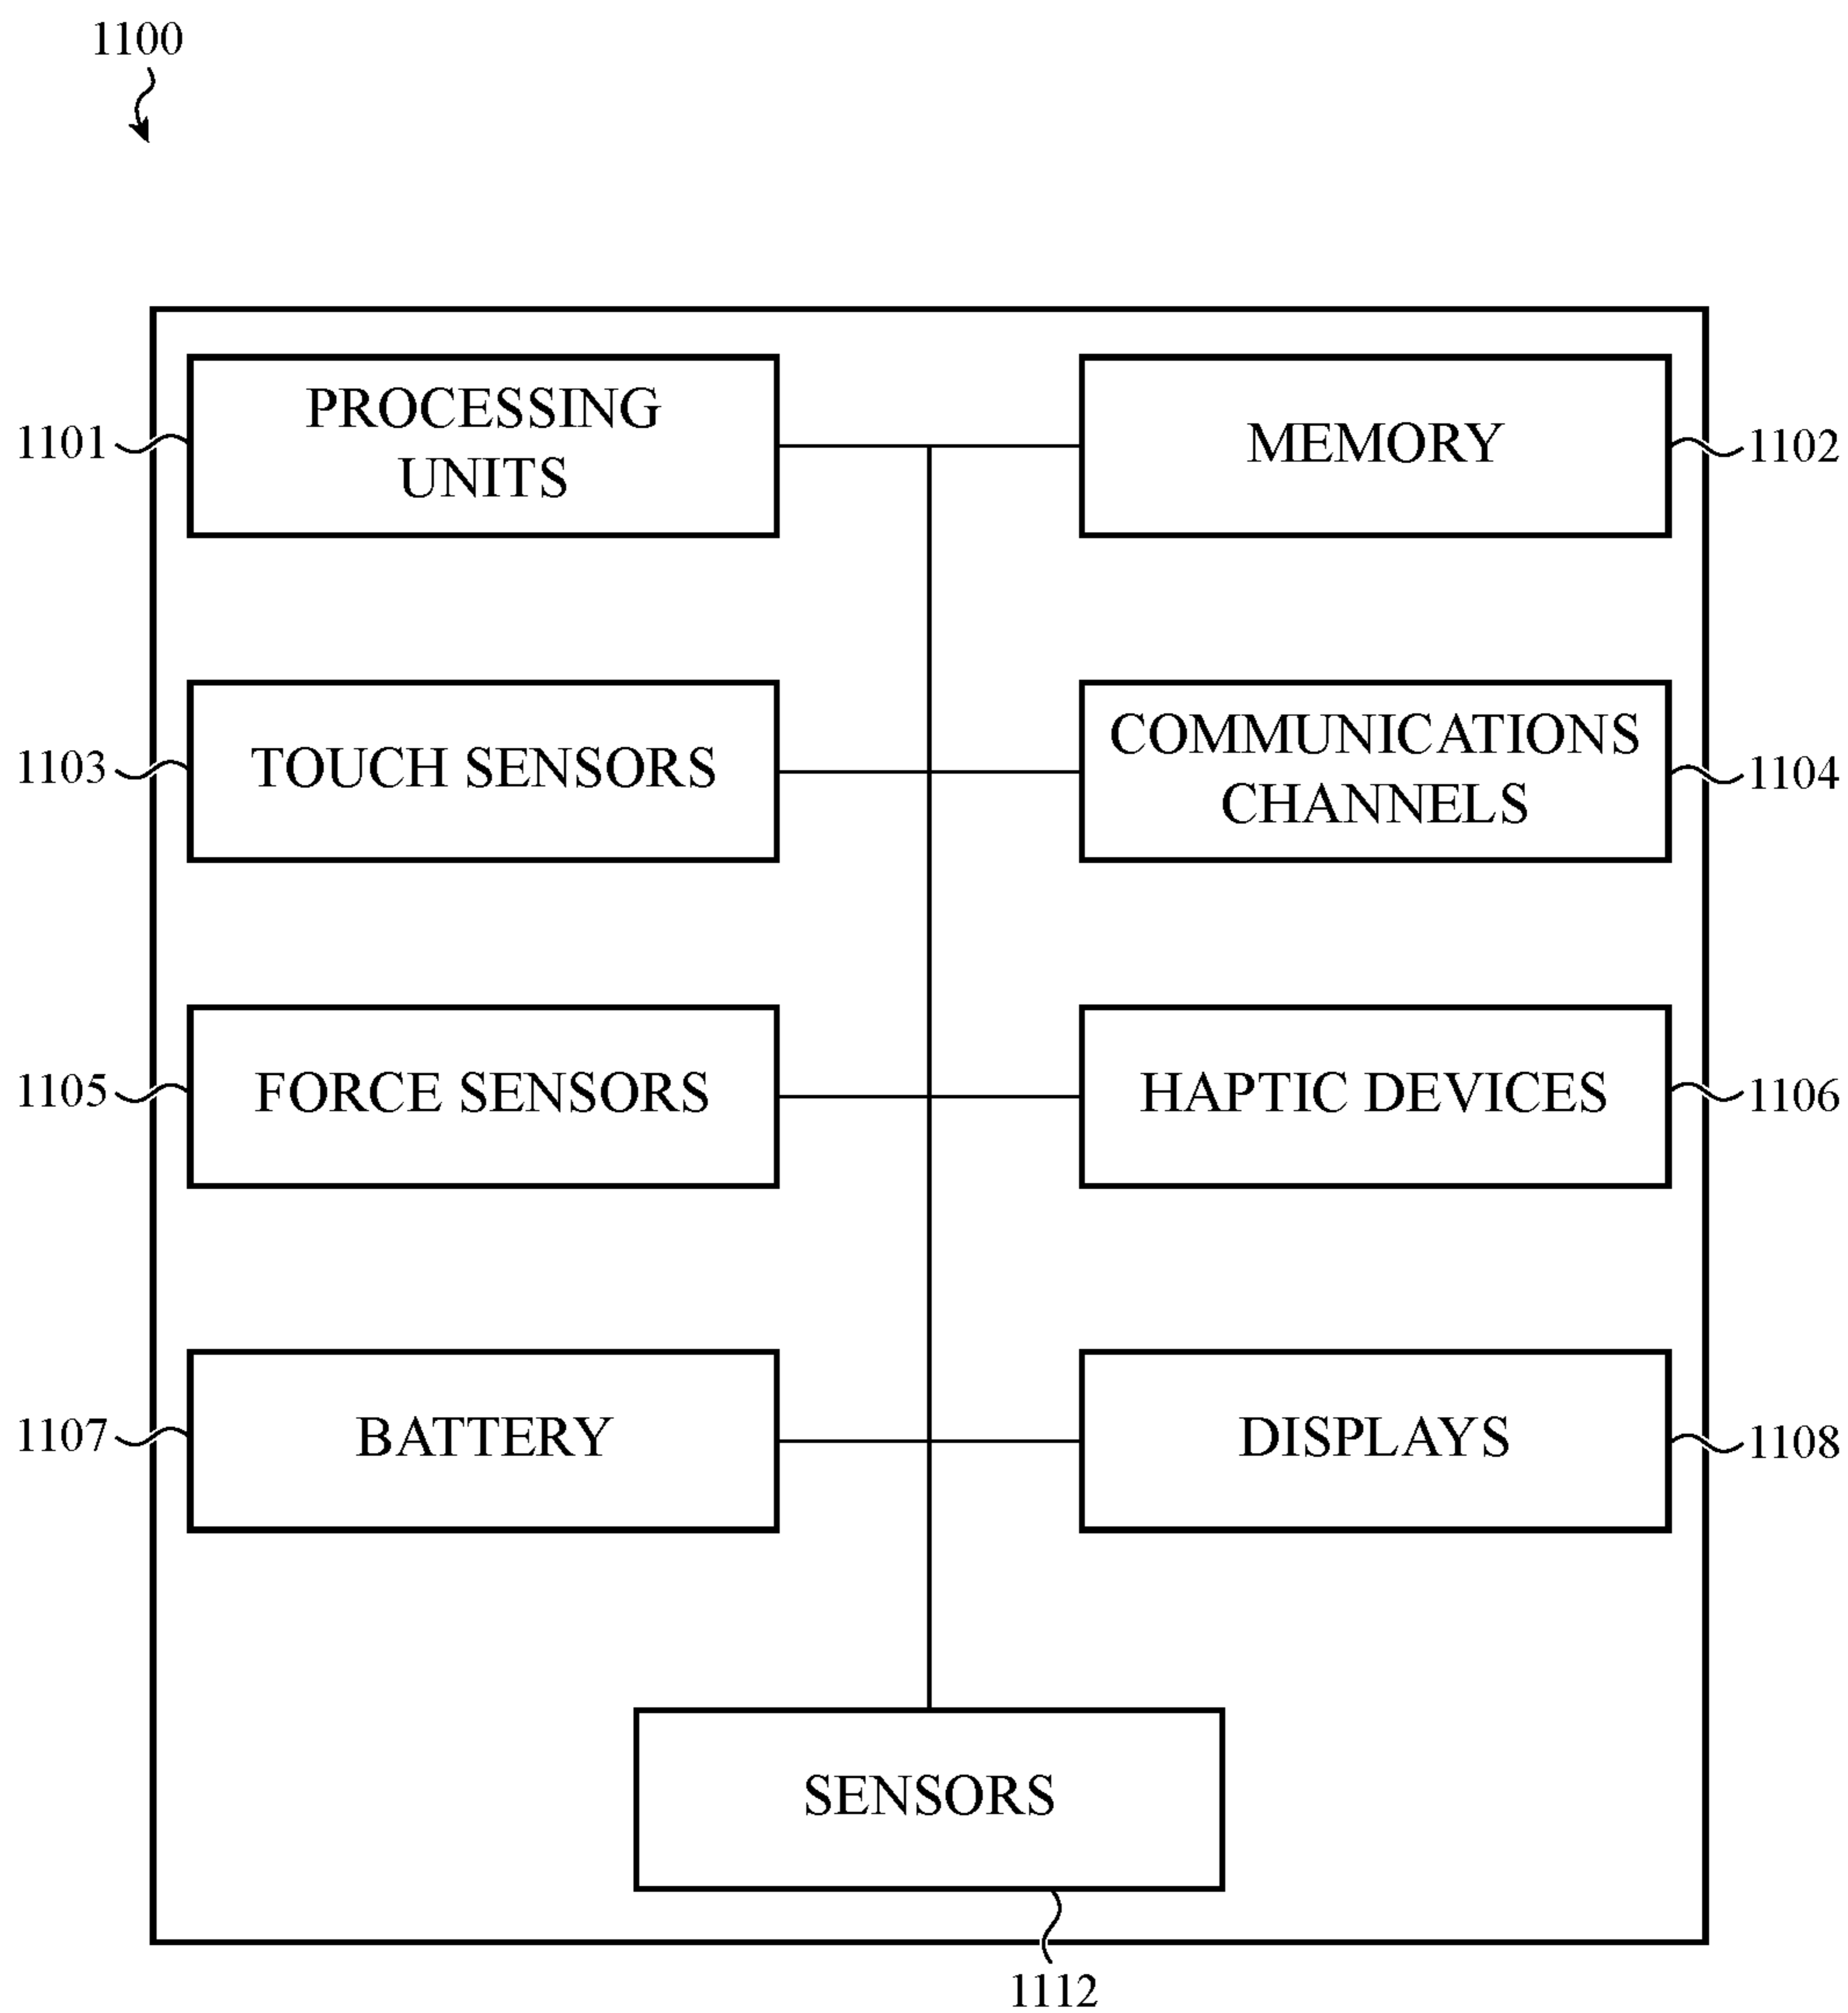 1100
PROCESSING
UNITS
1101
MEMORY
1102
TOUCH SENSORS
1103
COMMUNICATIONS
CHANNELS
1104
FORCE SENSORS
1105
HAPTIC DEVICES
1106
BATTERY
1107
DISPLAYS
1108
SENSORS
1112